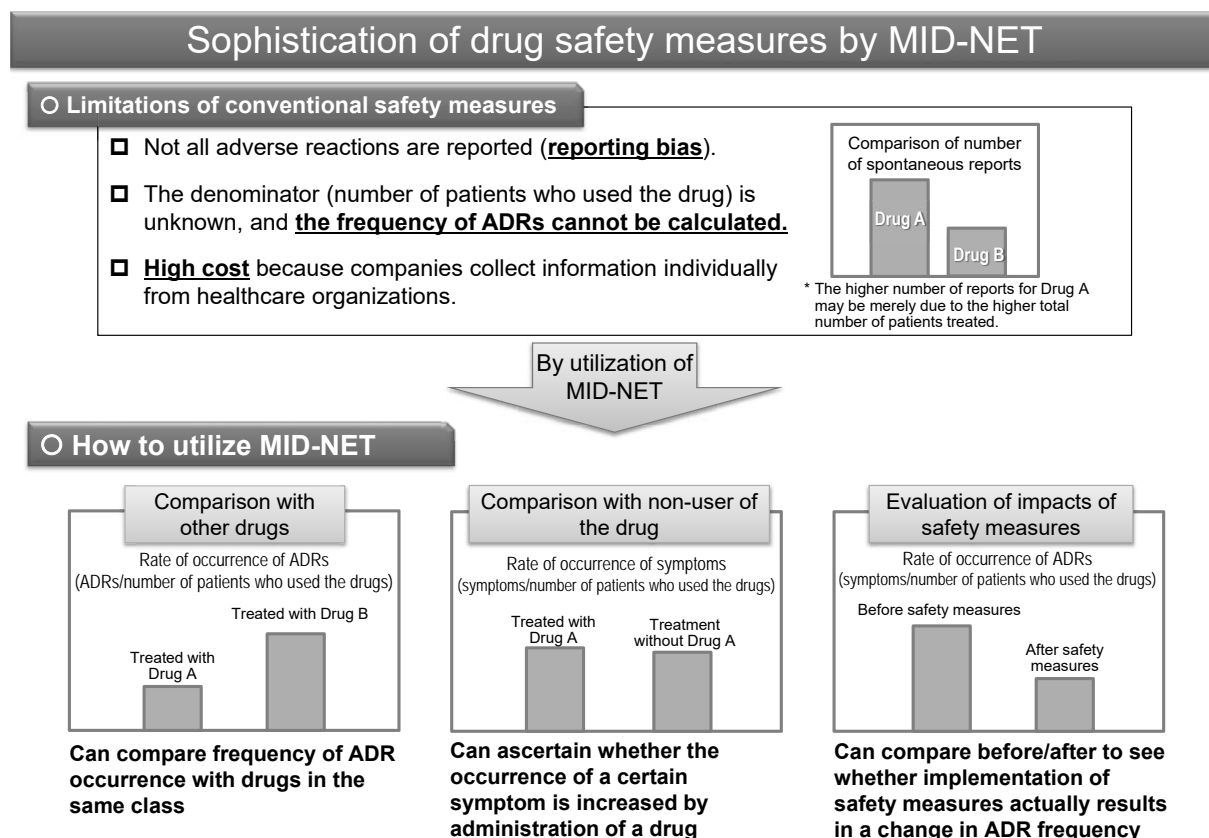 Sophistication of drug safety measures by MID-NET
○ Limitations of conventional safety measures
Not all adverse reactions are reported (reporting bias).
The denominator (number of patients who used the drug) is
unknown, and the frequency of ADRs cannot be calculated.
High cost because companies collect information individually
from healthcare organizations.
Comparison of number
of spontaneous reports
Drug A
Drug B
* The higher number of reports for Drug A
may be merely due to the higher total
number of patients treated.
By utilization of
MID-NET
○ How to utilize MID-NET
Comparison with
other drugs
Rate of occurrence of ADRs
(ADRs/number of patients who used the drugs)
Treated with Drug B
Treated with
Drug A
Can compare frequency of ADR
occurrence with drugs in the
same class
Comparison with non-user of
the drug
Rate of occurrence of symptoms
(symptoms/number of patients who used the drugs)
Treated with
Drug A
Treatment
without Drug A
Can ascertain whether the
occurrence of a certain
symptom is increased by
administration of a drug
Evaluation of impacts of
safety measures
Rate of occurrence of ADRs
(symptoms/number of patients who used the drugs)
Before safety measures
After safety
measures
Can compare before/after to see
whether implementation of
safety measures actually results
in a change in ADR frequency